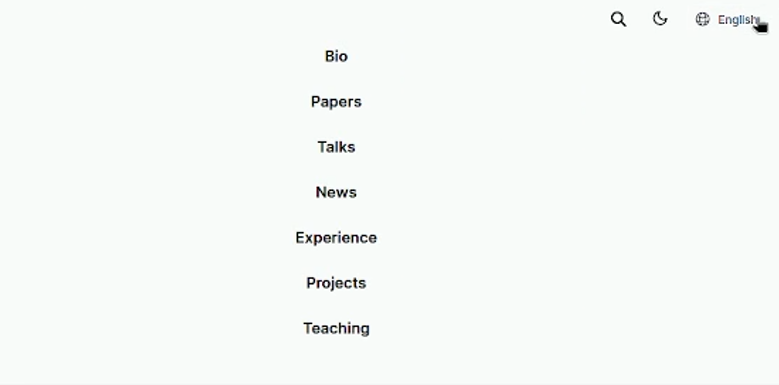 English
Bio
Papers
Talks
News
Experience
Projects
Teaching